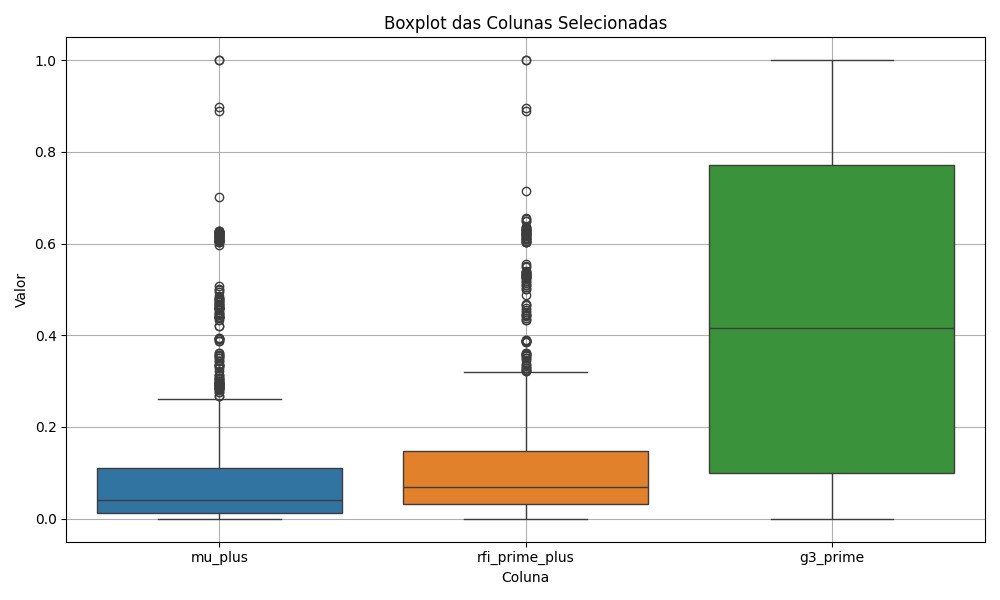 Boxplot das Colunas Selecionadas
1.0
0.8
0.6
0.4
0.2
0.0
Valor
mu_plus
rfi_prime_plus
g3_prime
Coluna